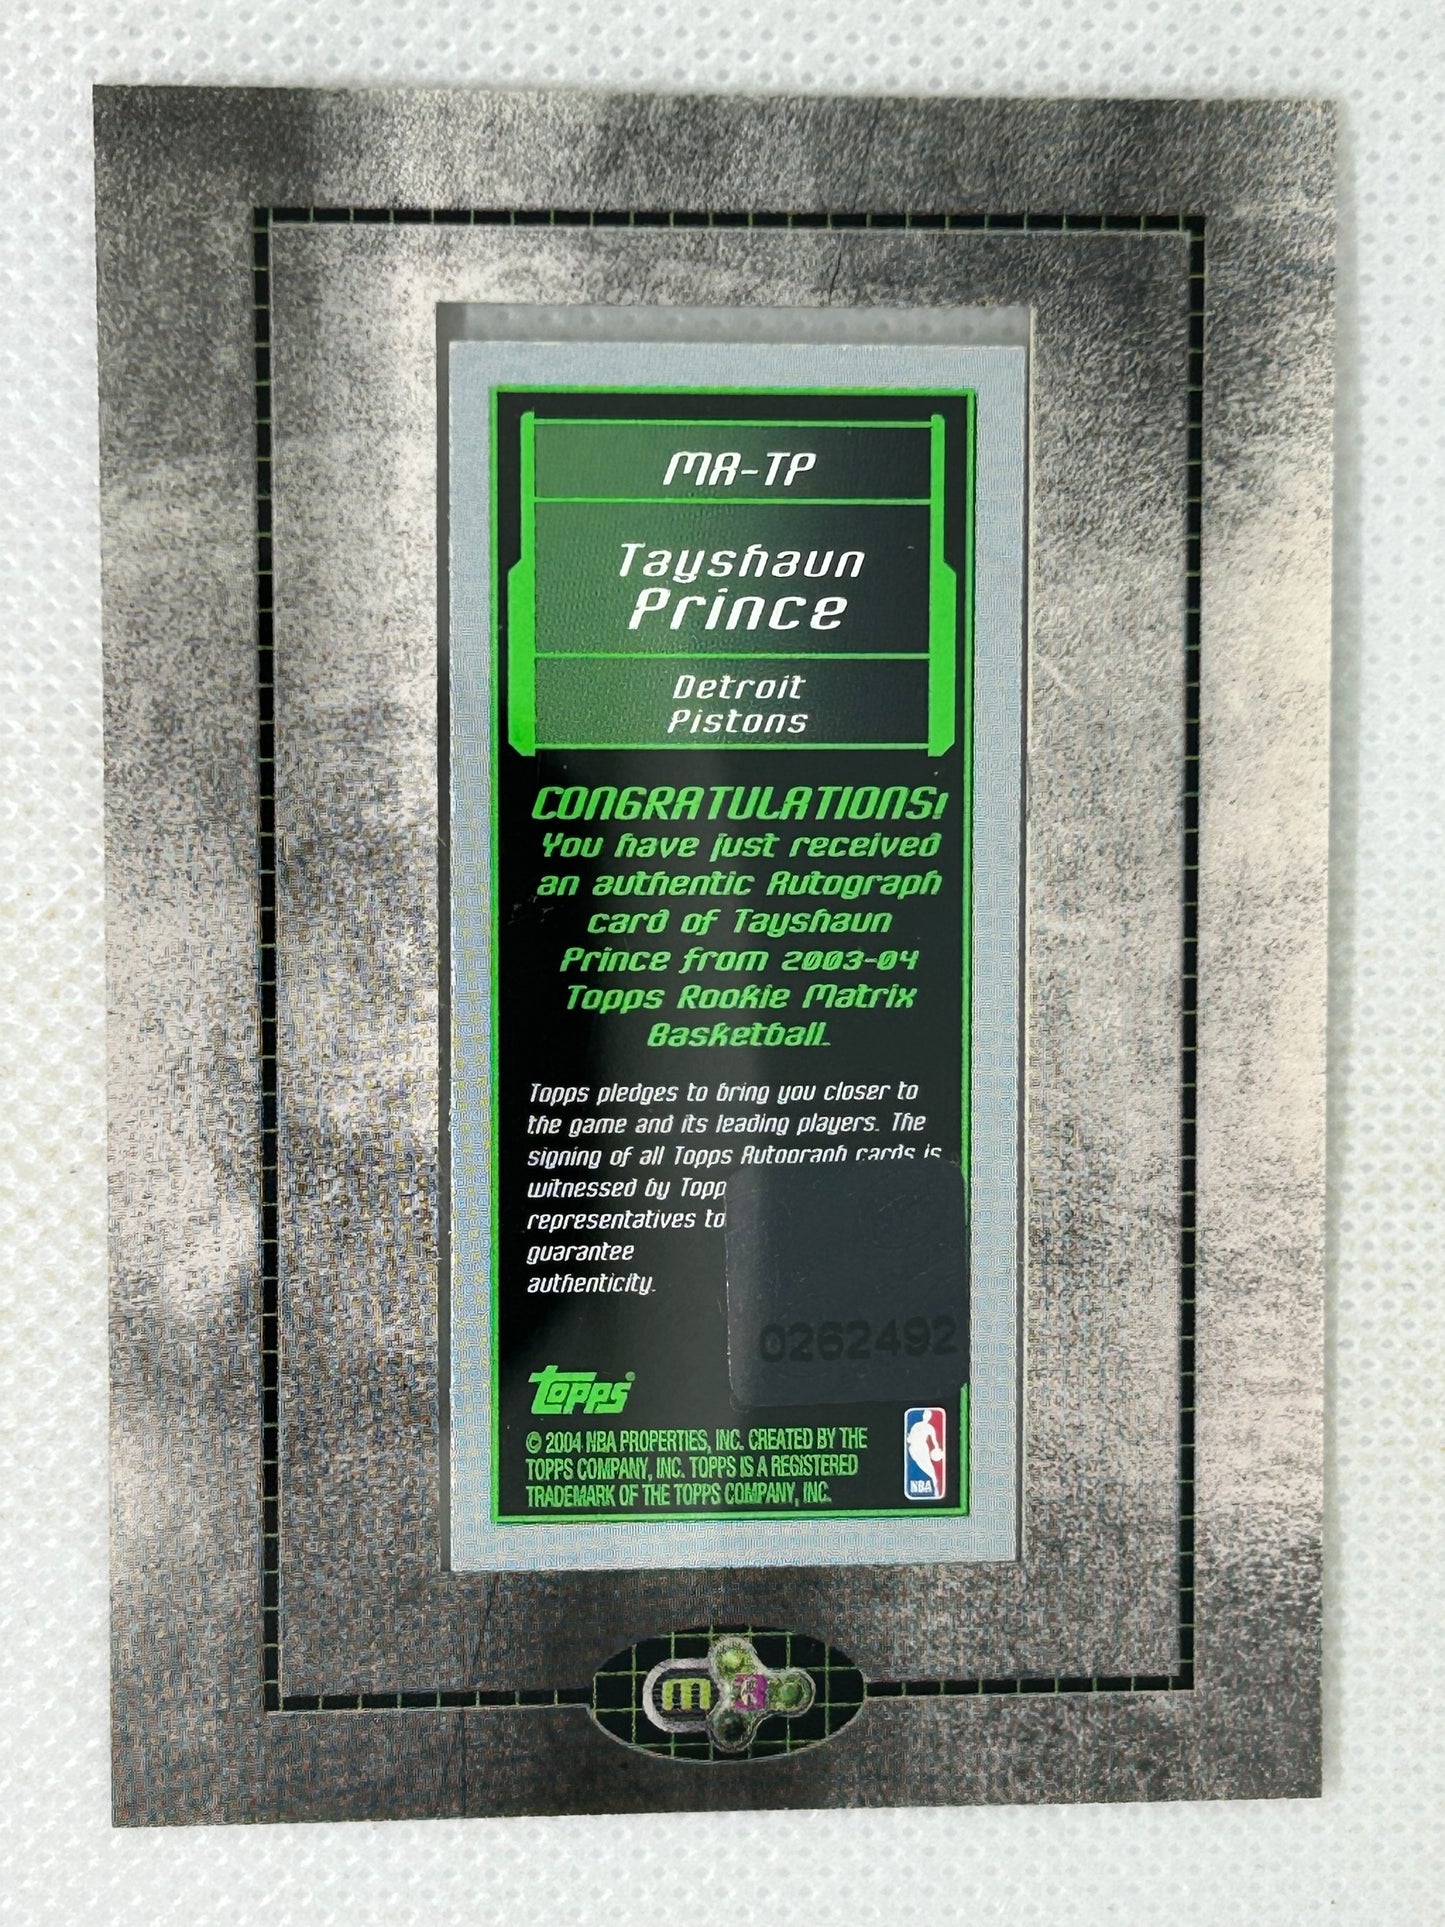 MA-TP
Tayshaun
Prince
Detroit
Pistons
CONGRATULATIONS!
You have just received
an authentic Autograph
card of Tayshaun
Prince from 2003-04
Topps Rookie Matrix
Basketball.
Topps pledges to bring you closer to
the game and its leading players. The
signing of all Topps Autograph cards is
witnessed by Topp
representatives to
guarantee
authenticity.
0262492
topps
© 2004 NBA PROPERTIES, INC. CREATED BY THE
TOPPS COMPANY, INC. TOPPS IS A REGISTERED
TRADEMARK OF THE TOPPS COMPANY, INC.
NBA
m